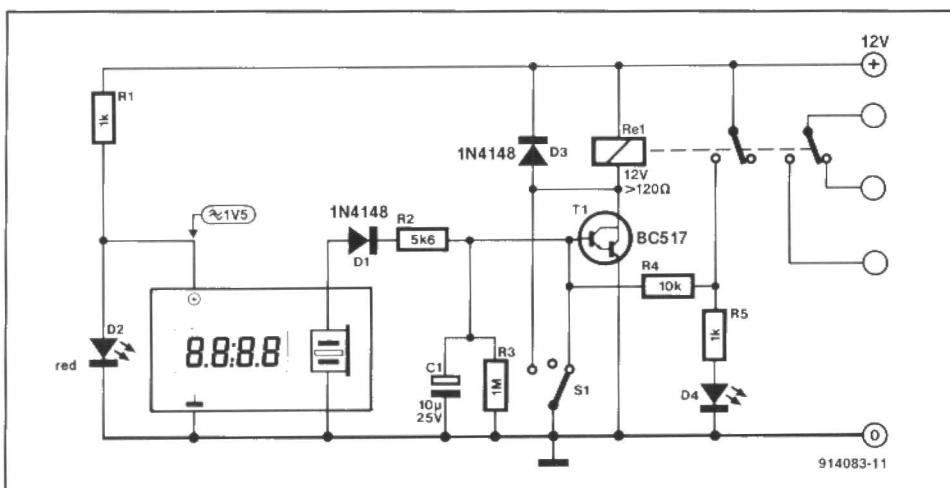 12V
+
R1
1k
Re1
1N4148
D3
12V
>120Ω
≈1V5
T1
1N4148
R2
5k6
BC517
D1
R4
10k
+
R5
1k
D2
8.8:8.8
red
R3
1M
C1
10µ
25V
S1
D4
0
914083-11